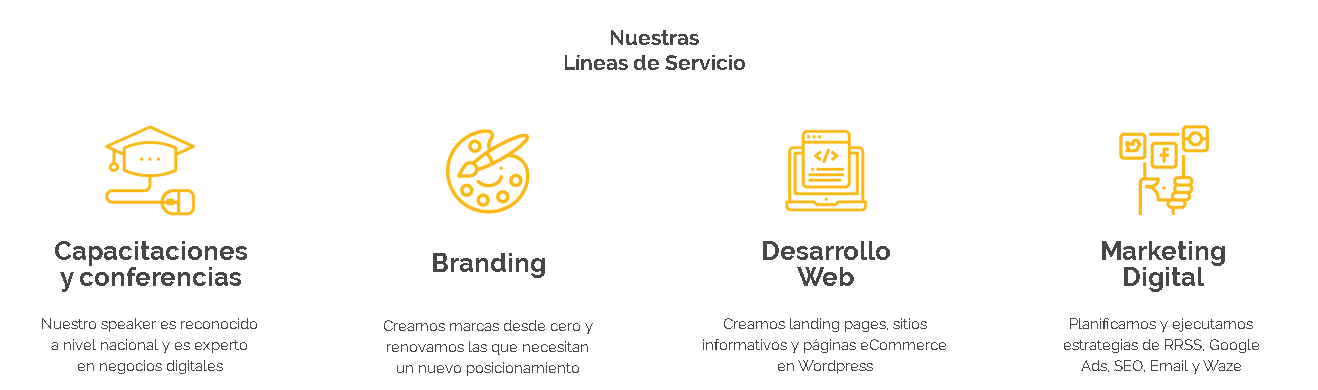 Nuestras
Líneas de Servicio
Capacitaciones
y conferencias
Nuestro speaker es reconocido
a nivel nacional y es experto
en negocios digitales
Branding
Creamos marcas desde cero y
renovamos las que necesitan
un nuevo posicionamiento
Desarrollo
Web
Creamos landing pages, sitios
informativos y páginas eCommerce
en Wordpress
Marketing
Digital
Planificamos y ejecutamos
estrategias de RRSS, Google
Ads, SEO, Email y Waze